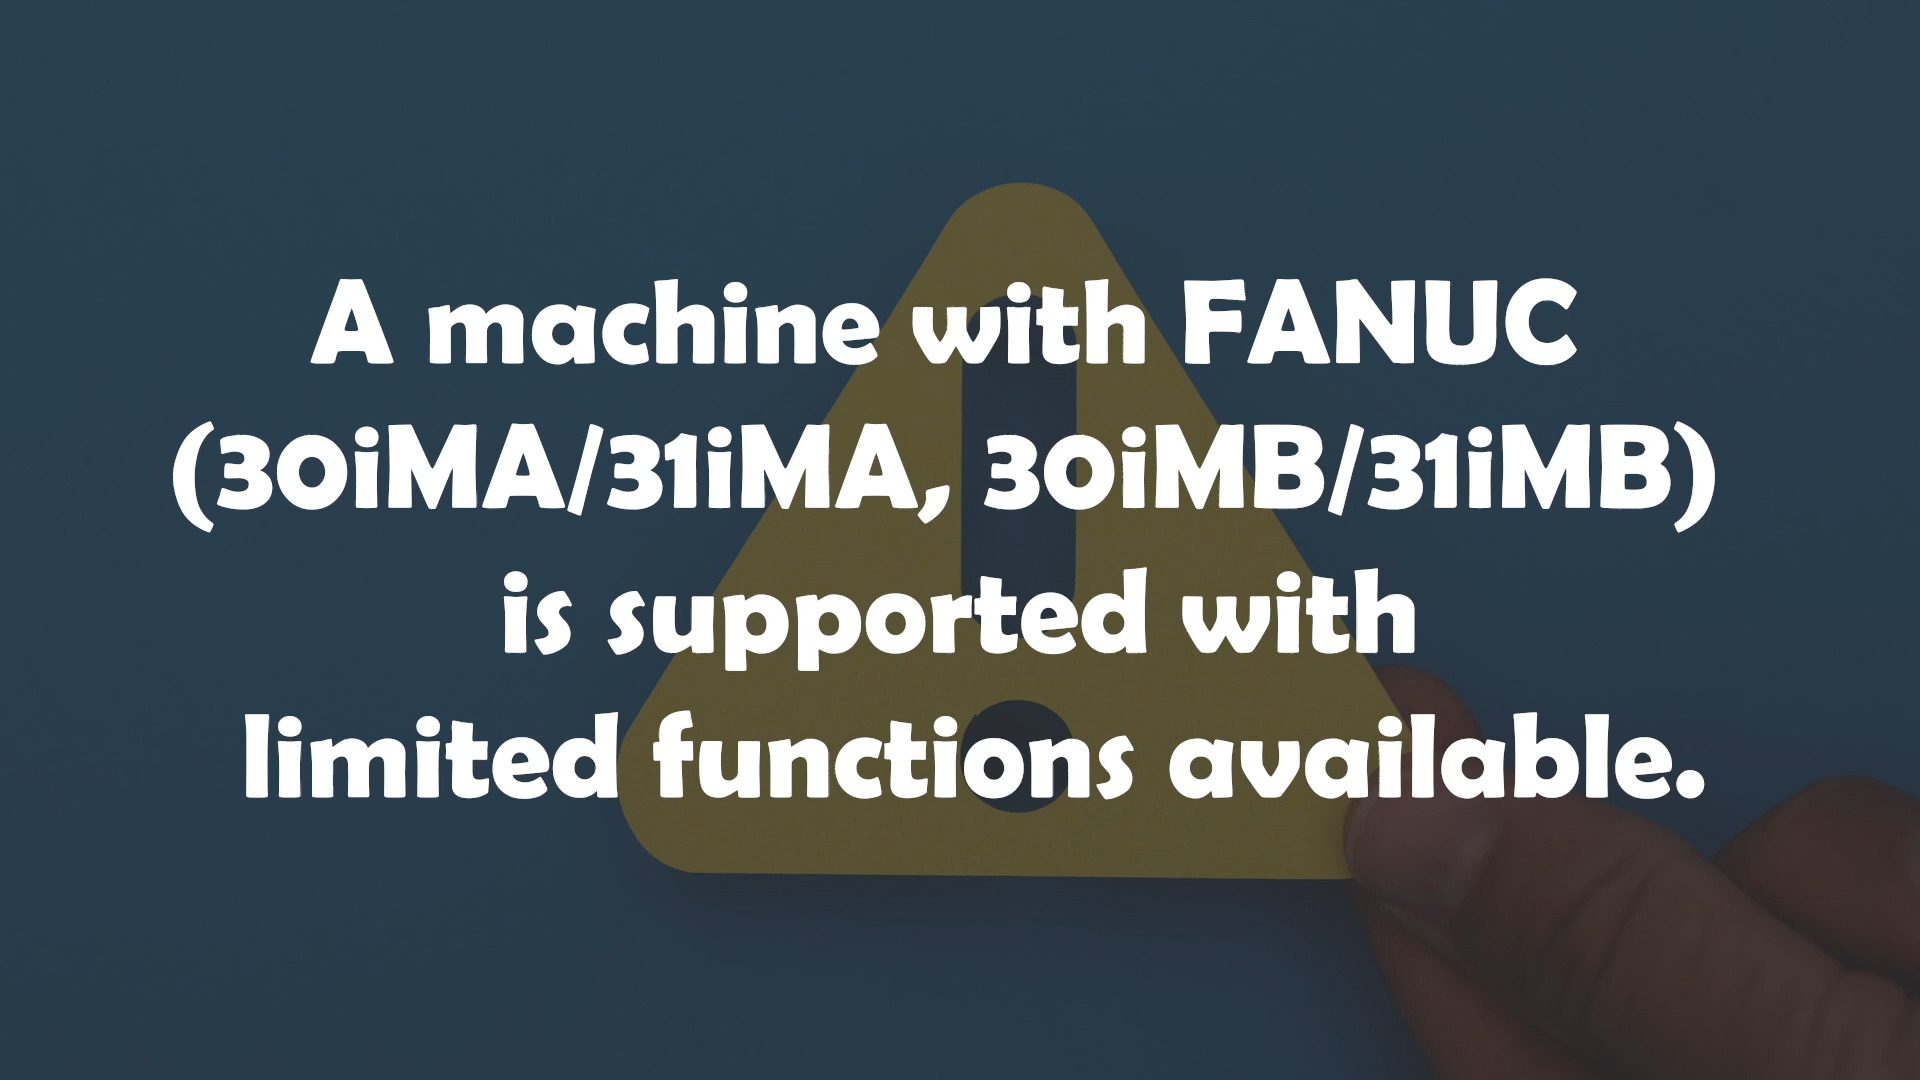 A machine with FANUC
(30iMA/31iMA, 30iMB/31iMB)
is supported with
limited functions available.